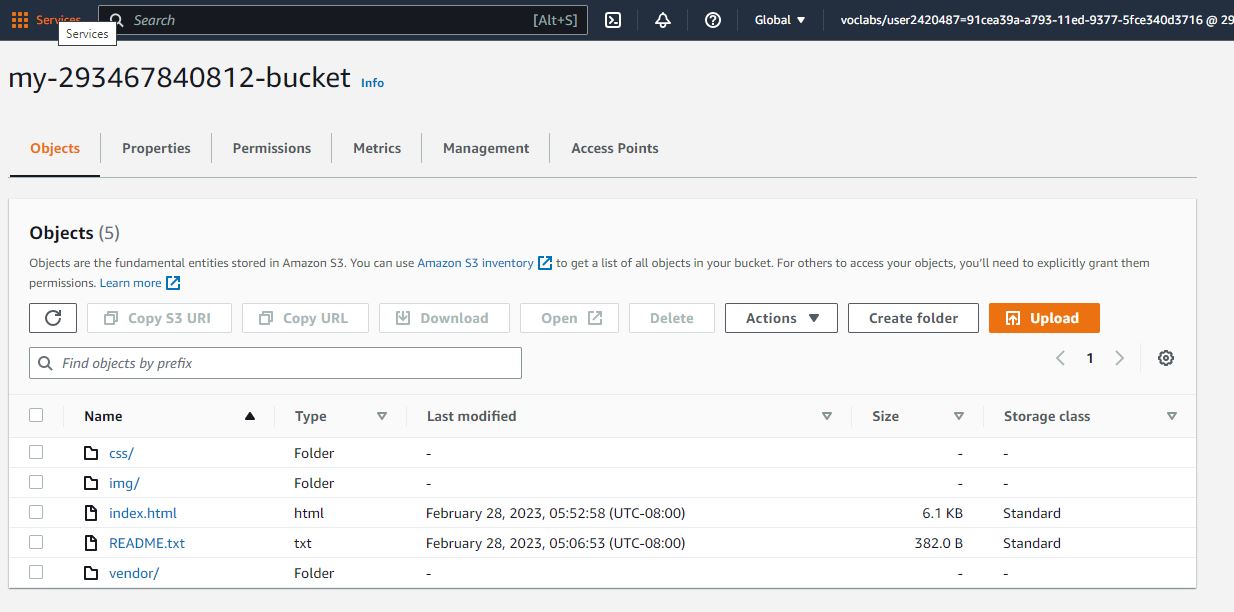 Services Search [Alt+S] Global ▼ voclabs/user2420487=91cea39a-a793-11ed-9377-5fce340d3716 @ 29
Services
my-293467840812-bucket Info
Objects Properties Permissions Metrics Management Access Points
Objects (5)
Objects are the fundamental entities stored in Amazon S3. You can use Amazon S3 inventory to get a list of all objects in your bucket. For others to access your objects, you'll need to explicitly grant them
permissions. Learn more
Copy S3 URI Copy URL Download Open Delete Actions ▼ Create folder Upload
Find objects by prefix 1
Name Type Last modified Size Storage class
css/ Folder - - -
img/ Folder - - -
index.html html February 28, 2023, 05:52:58 (UTC-08:00) 6.1 KB Standard
README.txt txt February 28, 2023, 05:06:53 (UTC-08:00) 382.0 B Standard
vendor/ Folder - - -